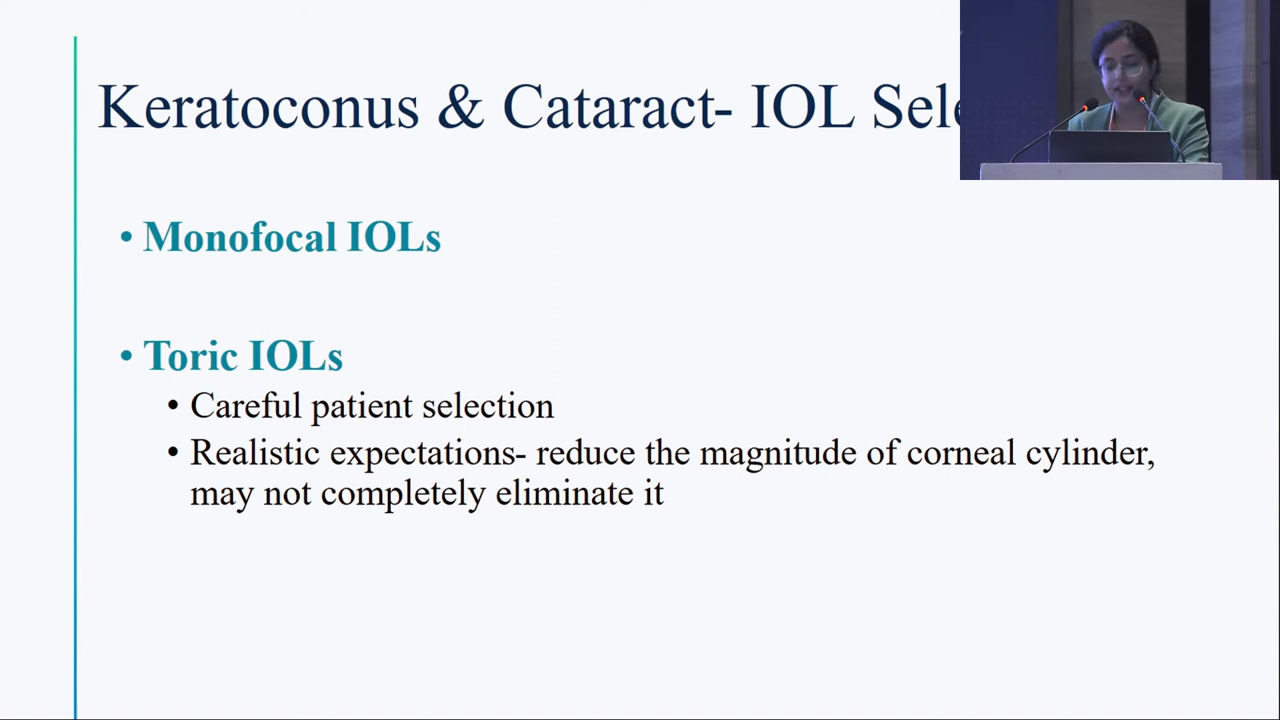 Keratoconus & Cataract- IOL
• Monofocal IOLs
• Toric IOLs
• Careful patient selection
• Realistic expectations- reduce the magnitude of corneal cylinder,
may not completely eliminate it